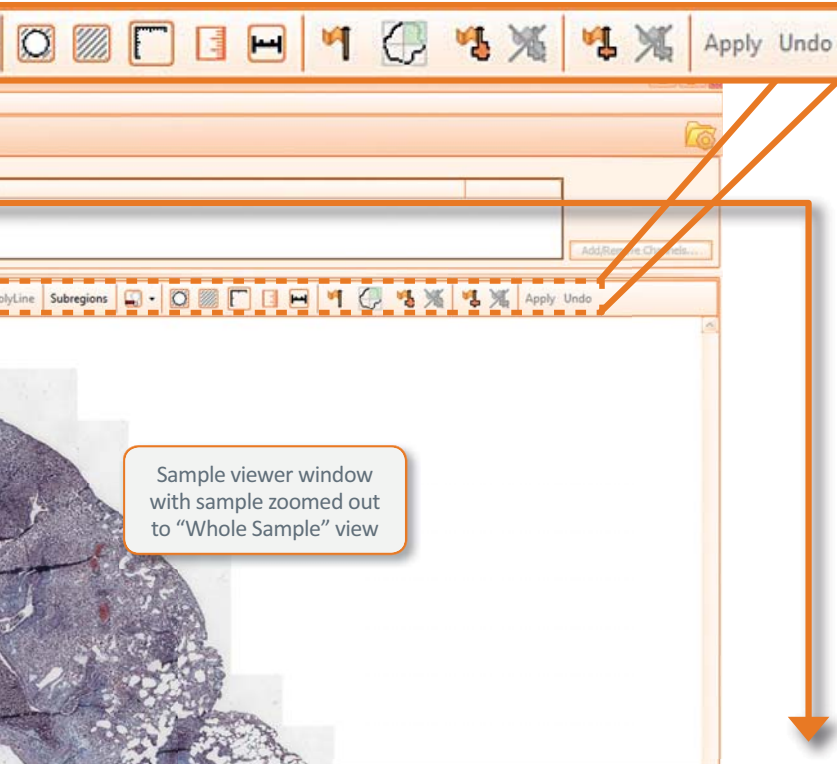 Apply Undo
Add/Remove Channels...
Subregions
Apply Undo
Sample viewer window
with sample zoomed out
to “Whole Sample” view